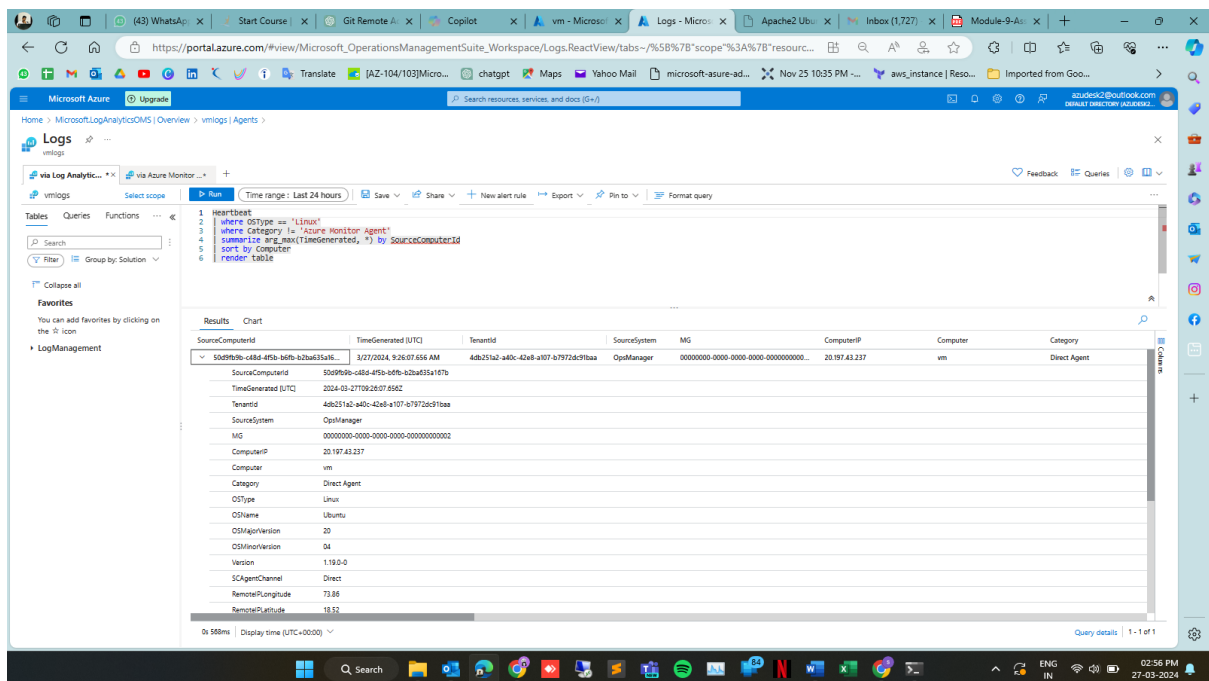 (43) WhatsAp
Start Course |
Git Remote Ac
Copilot
vm - Microsof
Logs - Micros
Apache2 Ubu
Inbox (1,727)
Module-9-Ass
https://portal.azure.com/#view/Microsoft_OperationsManagementSuite_Workspace/Logs.ReactView/tabs~/%5B%7B"scope"%3A%7B"resourc...
Translate
[AZ-104/103]Micro...
chatgpt
Maps
Yahoo Mail
microsoft-asure-ad...
Nov 25 10:35 PM -...
aws_instance | Reso...
Imported from Goo...
Microsoft Azure
Upgrade
Search resources, services, and docs (G+/)
azudesk2@outlook.com
DEFAULT DIRECTORY (AZUDESK2...
Home > Microsoft.LogAnalyticsOMS | Overview > vmlogs | Agents >
Logs
vmlogs
via Log Analytic... *
via Azure Monitor ...*
Feedback
Queries
vmlogs
Select scope
Run
Time range : Last 24 hours
Save
Share
New alert rule
Export
Pin to
Format query
Tables
Queries
Functions
Search
Filter
Group by: Solution
Collapse all
Favorites
You can add favorites by clicking on
the ☆ icon
LogManagement
1 Heartbeat
2 | where OSType == 'Linux'
3 | where Category != 'Azure Monitor Agent'
4 | summarize arg_max(TimeGenerated, *) by SourceComputerId
5 | sort by Computer
6 | render table
Results
Chart
SourceComputerId TimeGenerated [UTC] TenantId SourceSystem MG ComputerIP Computer Category
50d9fb9b-c48d-4f5b-b6fb-b2ba635a16... 3/27/2024, 9:26:07.656 AM 4db251a2-a40c-42e8-a107-b7972dc91baa OpsManager 00000000-0000-0000-0000-0000000000... 20.197.43.237 vm Direct Agent
SourceComputerId 50d9fb9b-c48d-4f5b-b6fb-b2ba635a167b
TimeGenerated [UTC] 2024-03-27T09:26:07.656Z
TenantId 4db251a2-a40c-42e8-a107-b7972dc91baa
SourceSystem OpsManager
MG 00000000-0000-0000-0000-000000000002
ComputerIP 20.197.43.237
Computer vm
Category Direct Agent
OSType Linux
OSName Ubuntu
OSMajorVersion 20
OSMinorVersion 04
Version 1.19.0-0
SCAgentChannel Direct
RemoteIPLongitude 73.86
RemoteIPLatitude 18.52
Columns
0s 568ms
Display time (UTC+00:00)
Query details
1 - 1 of 1
Search
84
ENG
IN
02:56 PM
27-03-2024